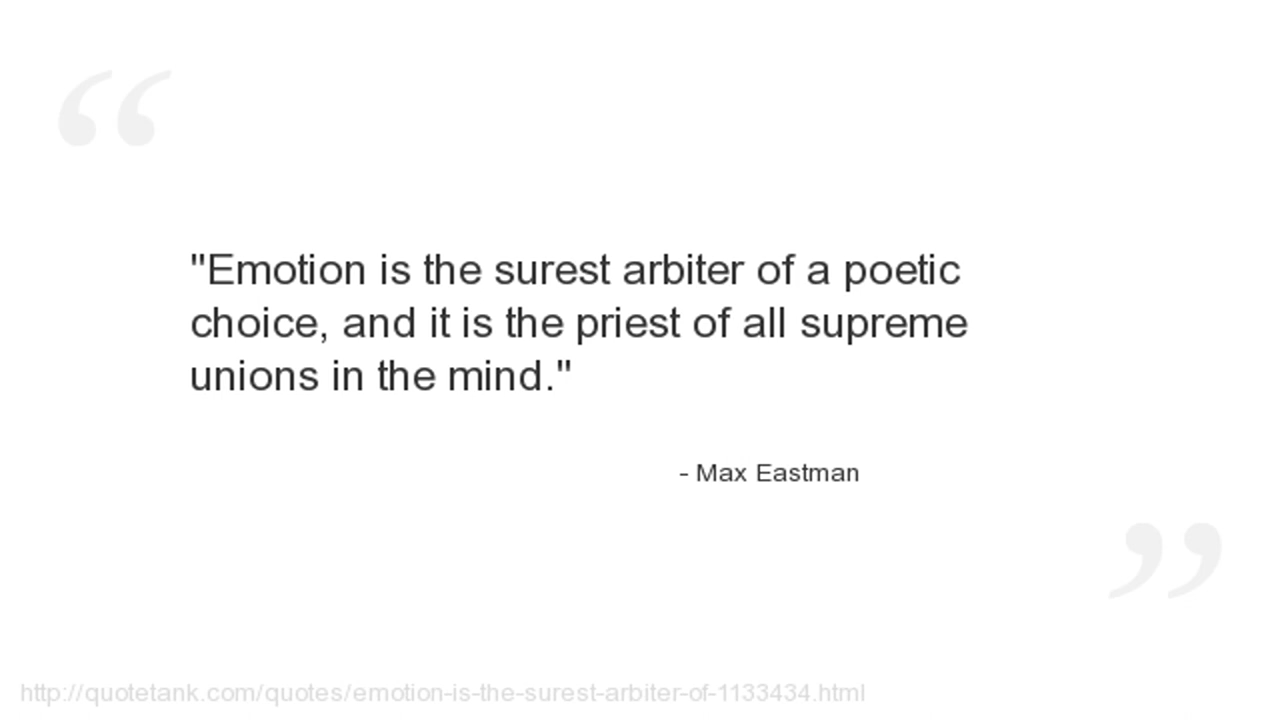 "Emotion is the surest arbiter of a poetic
choice, and it is the priest of all supreme
unions in the mind."
- Max Eastman
http://quotetank.com/quotes/emotion-is-the-surest-arbiter-of-1133434.html